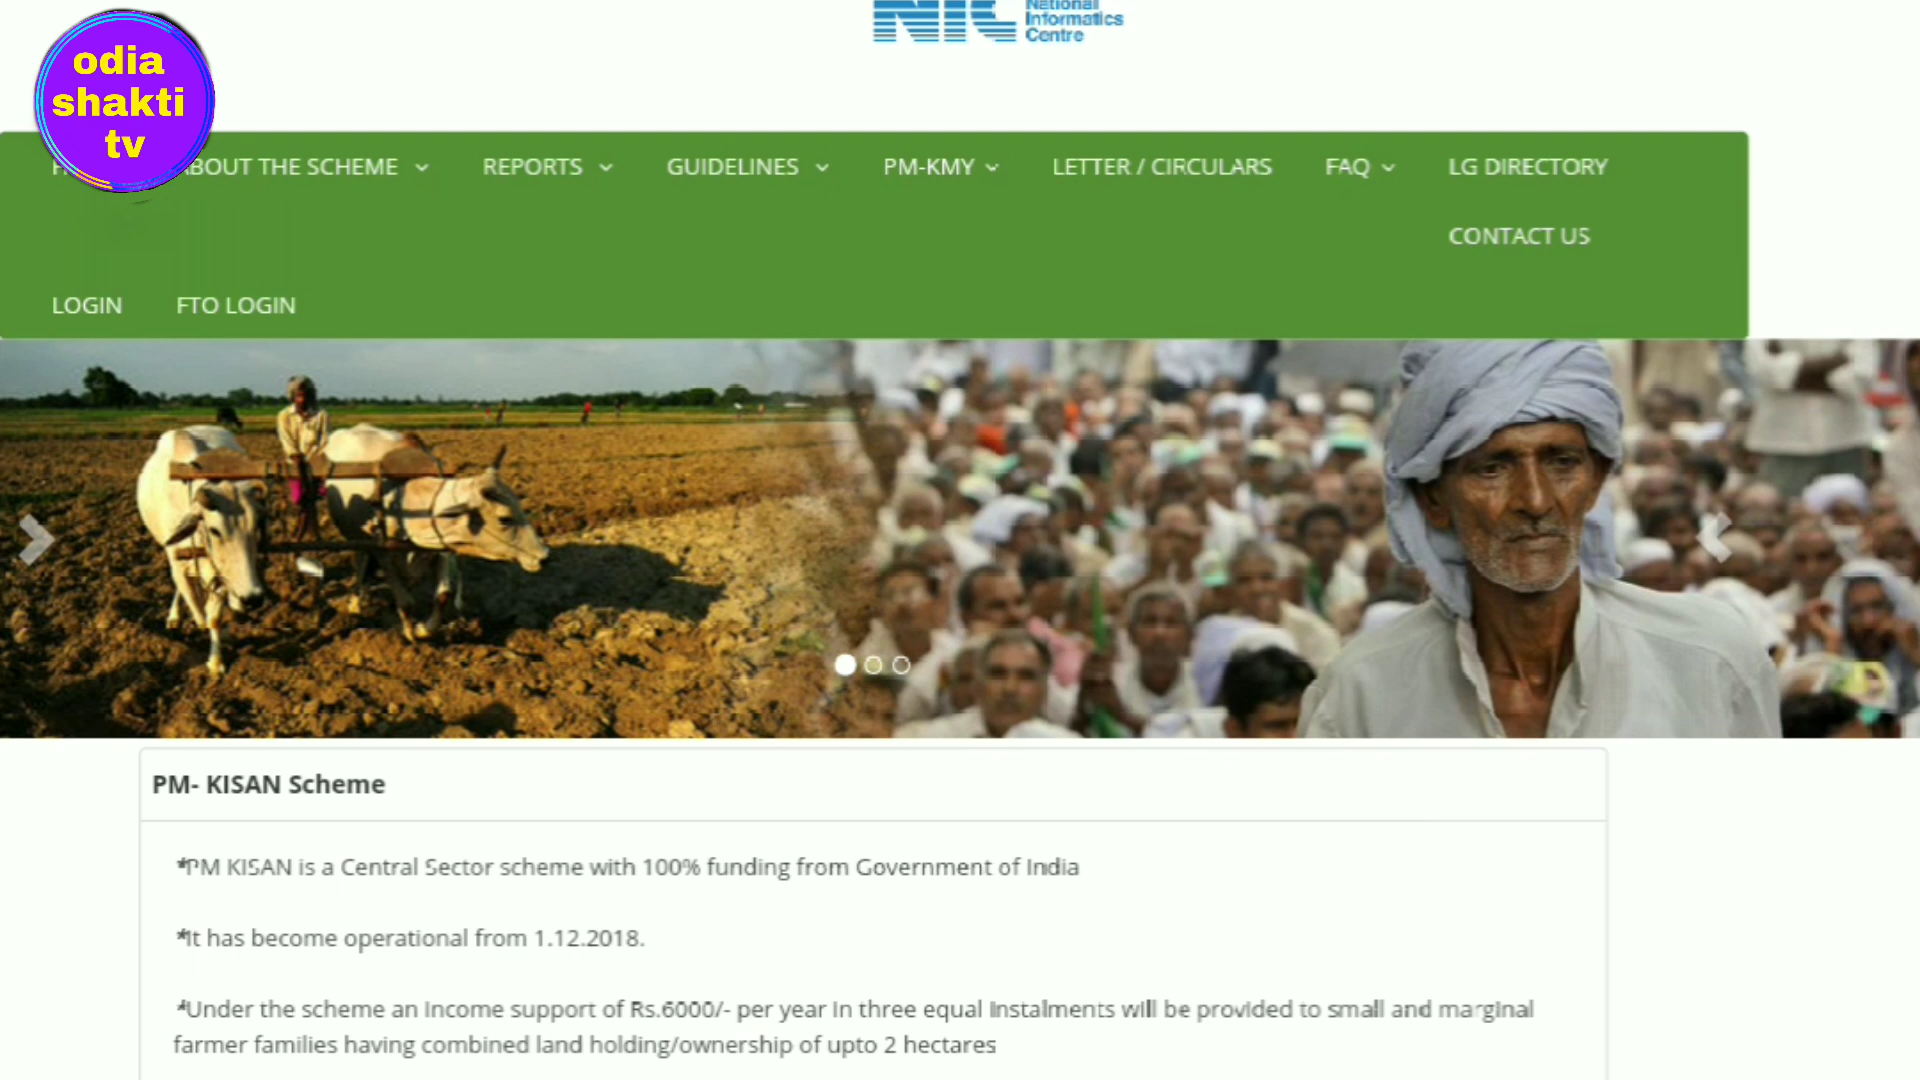 NIC National
Informatics
Centre
odia
shakti
tv
BOUT THE SCHEME REPORTS GUIDELINES PM-KMY LETTER / CIRCULARS FAQ LG DIRECTORY
CONTACT US
LOGIN FTO LOGIN
PM- KISAN Scheme
*PM KISAN is a Central Sector scheme with 100% funding from Government of India
*It has become operational from 1.12.2018.
*Under the scheme an income support of Rs.6000/- per year in three equal instalments will be provided to small and marginal
farmer families having combined land holding/ownership of upto 2 hectares